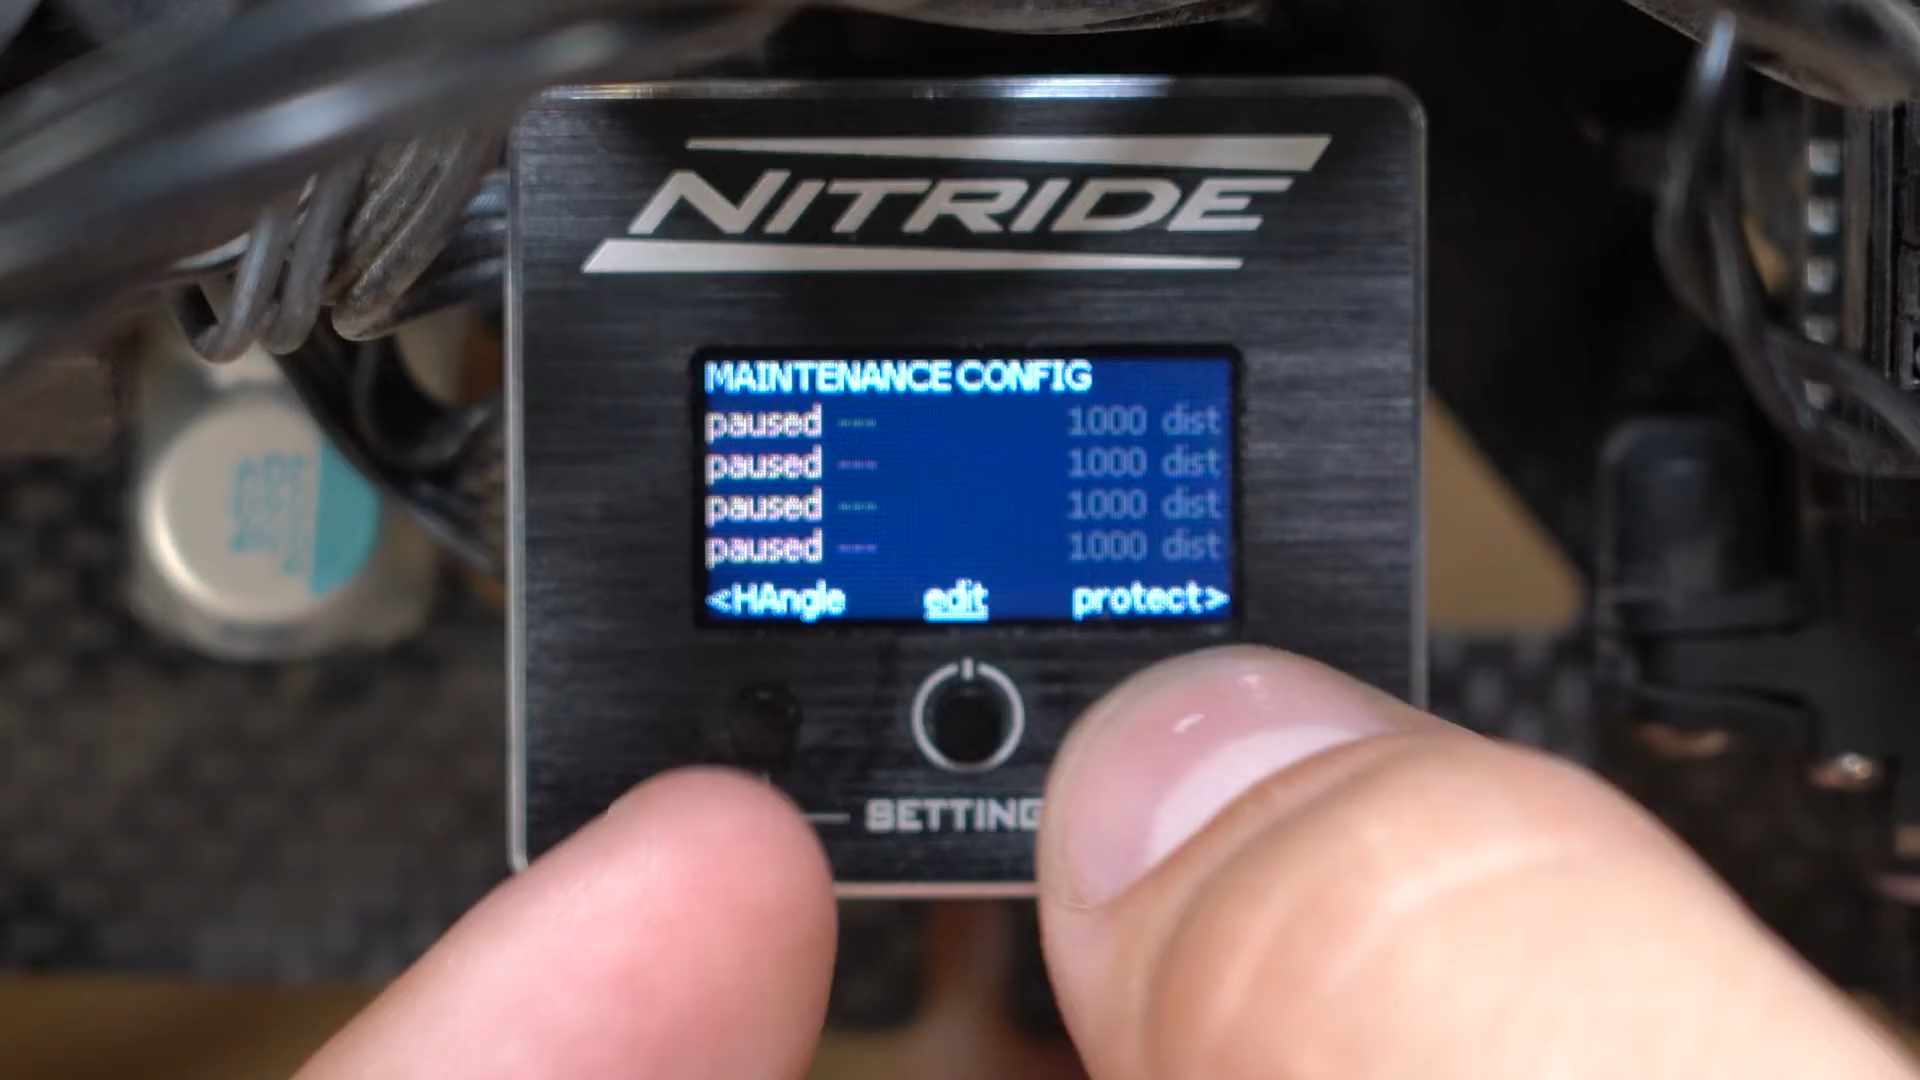 NITRIDE
MAINTENANCE CONFIG
paused --- 1000 dist
paused --- 1000 dist
paused --- 1000 dist
paused --- 1000 dist
<HAngle edit protect>
SETTING